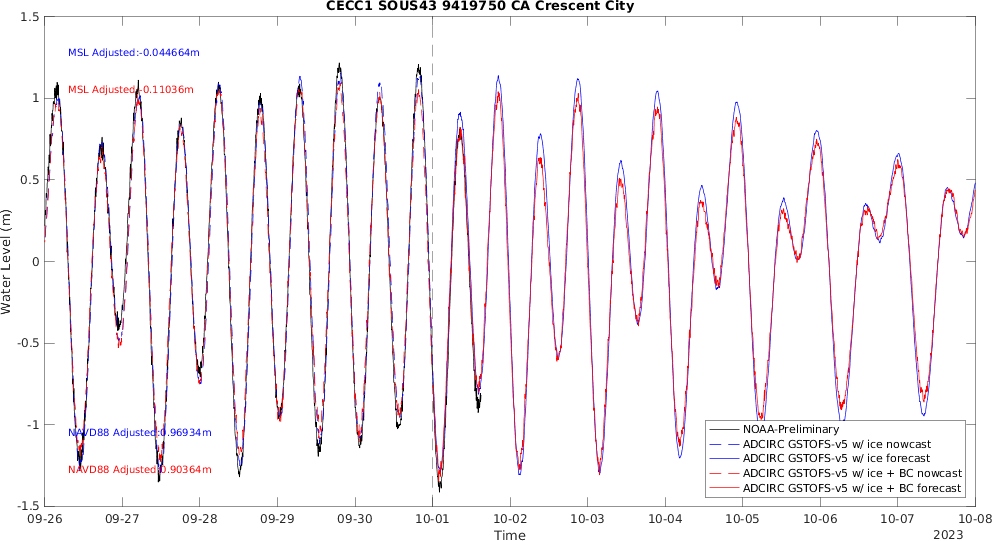 CECC1 SOUS43 9419750 CA Crescent City
1.5
MSL Adjusted:-0.044664m
MSL Adjusted:-0.11036m
1
0.5
0
-0.5
-1
-1.5
Water Level (m)
NAVD88 Adjusted:0.96934m
NAVD88 Adjusted:0.90364m
NOAA-Preliminary
ADCIRC GSTOFS-v5 w/ ice nowcast
ADCIRC GSTOFS-v5 w/ ice forecast
ADCIRC GSTOFS-v5 w/ ice + BC nowcast
ADCIRC GSTOFS-v5 w/ ice + BC forecast
09-26 09-27 09-28 09-29 09-30 10-01 10-02 10-03 10-04 10-05 10-06 10-07 10-08
Time
2023